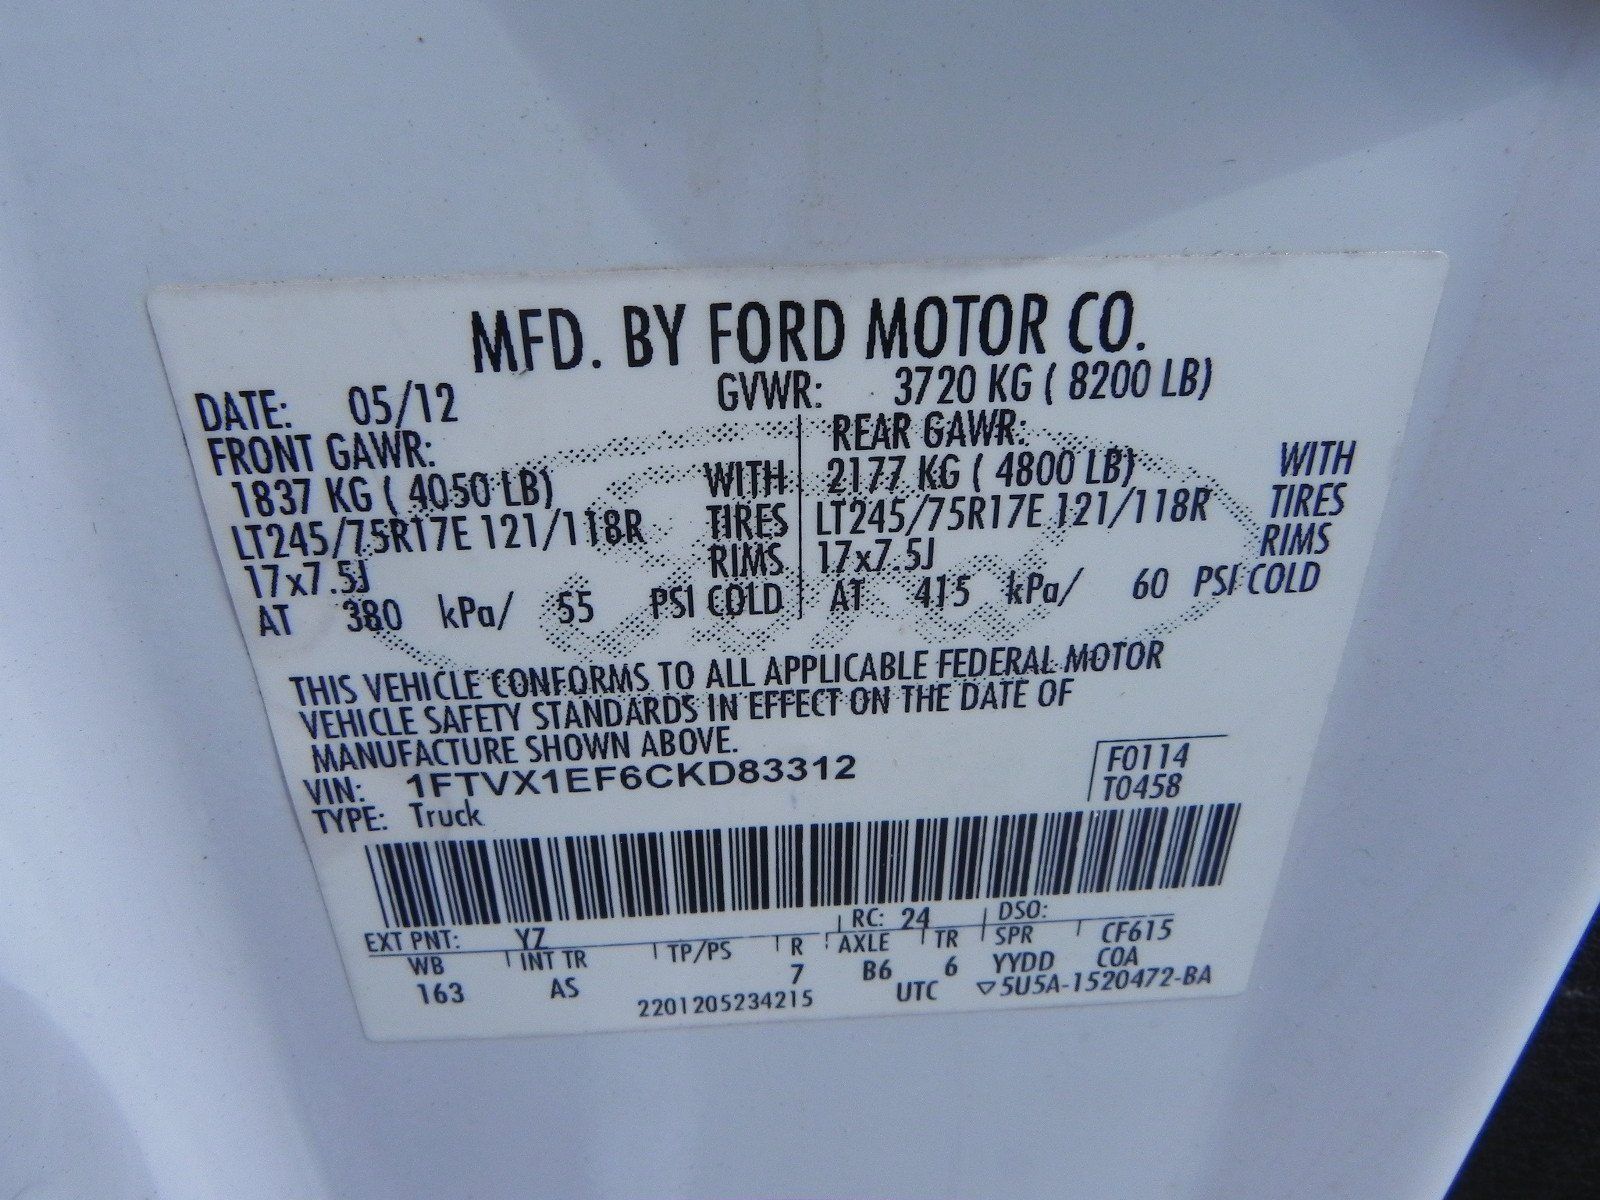 MFD. BY FORD MOTOR CO.
DATE: 05/12 GVWR: 3720 KG ( 8200 LB)
FRONT GAWR: REAR GAWR:
1837 KG ( 4050 LB) WITH 2177 KG ( 4800 LB) WITH
LT245/75R17E 121/118R TIRES LT245/75R17E 121/118R TIRES
17x7.5J RIMS 17x7.5J RIMS
AT 380 kPa/ 55 PSI COLD AT 415 kPa/ 60 PSI COLD
THIS VEHICLE CONFORMS TO ALL APPLICABLE FEDERAL MOTOR
VEHICLE SAFETY STANDARDS IN EFFECT ON THE DATE OF
MANUFACTURE SHOWN ABOVE.
VIN: 1FTVX1EF6CKD83312 F0114
TYPE: Truck T0458
EXT PNT: YZ RC: 24 DSO:
WB INT TR TP/PS R AXLE TR SPR CF615
163 AS 7 B6 6 YYDD COA
2201205234215 UTC ▽5U5A-1520472-BA